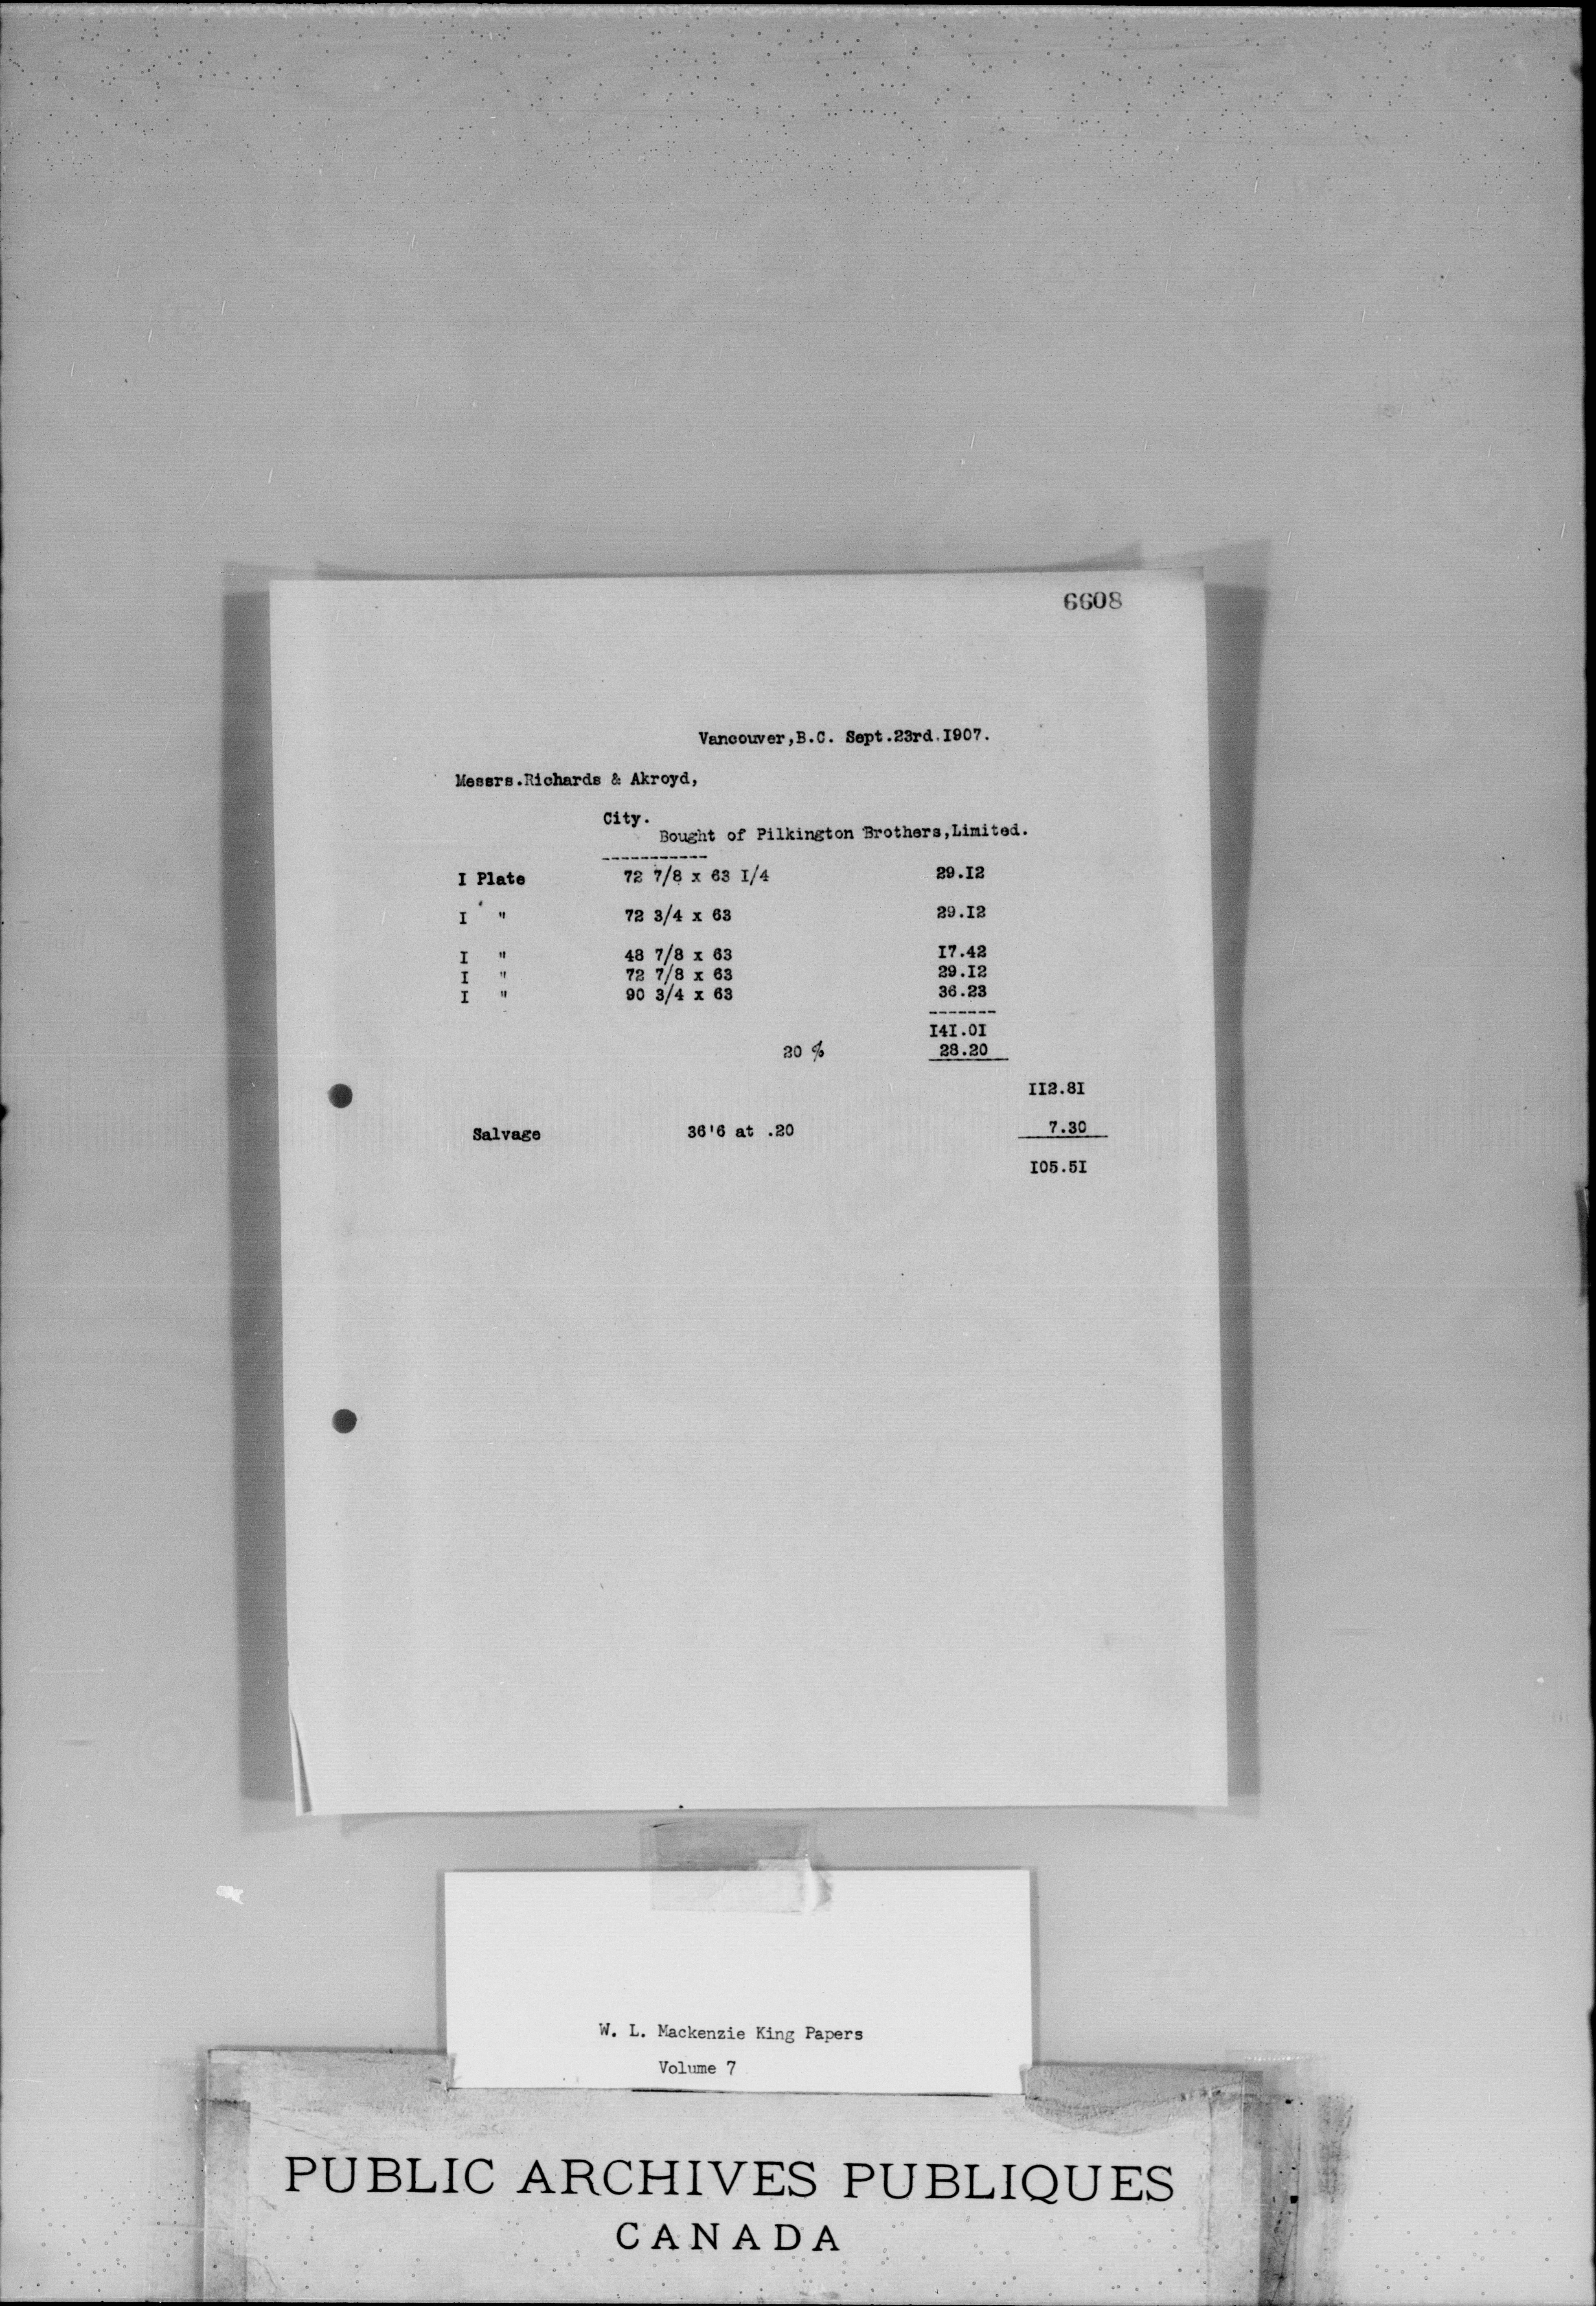 6608
Vancouver,B.C. Sept.23rd.I907.
Messrs.Richards & Akroyd,
City.
Bought of Pilkington Brothers,Limited.
-----------
I Plate 72 7/8 x 63 I/4 29.I2
I " 72 3/4 x 63 29.I2
I " 48 7/8 x 63 I7.42
I " 72 7/8 x 63 29.I2
I " 90 3/4 x 63 36.23
-------
I4I.0I
20 % 28.20
II2.8I
Salvage 36'6 at .20 7.30
I05.5I
W. L. Mackenzie King Papers
Volume 7
PUBLIC ARCHIVES PUBLIQUES
CANADA